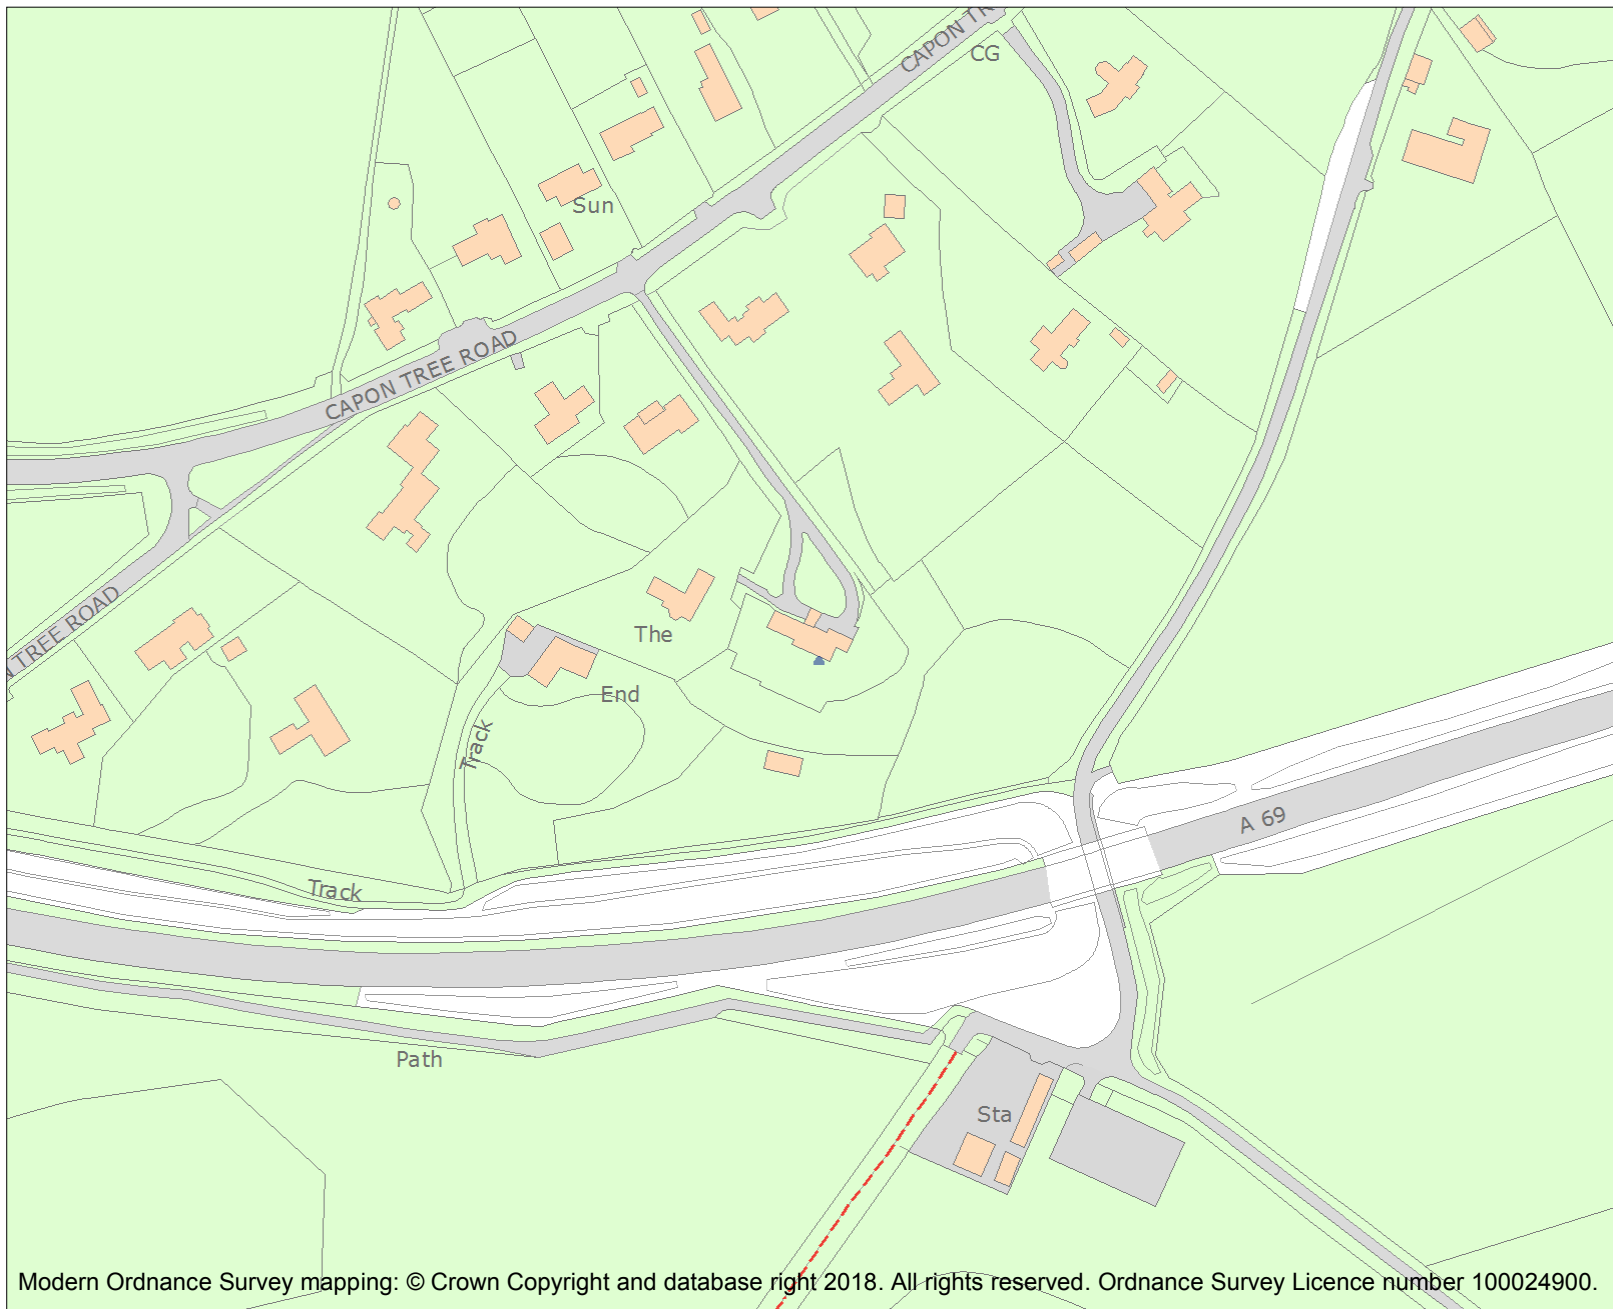 CAPON TR
CG
Sun
CAPON TREE ROAD
N TREE ROAD
The
End
Track
A 69
Track
Path
Sta
Modern Ordnance Survey mapping: © Crown Copyright and database right 2018. All rights reserved. Ordnance Survey Licence number 100024900.